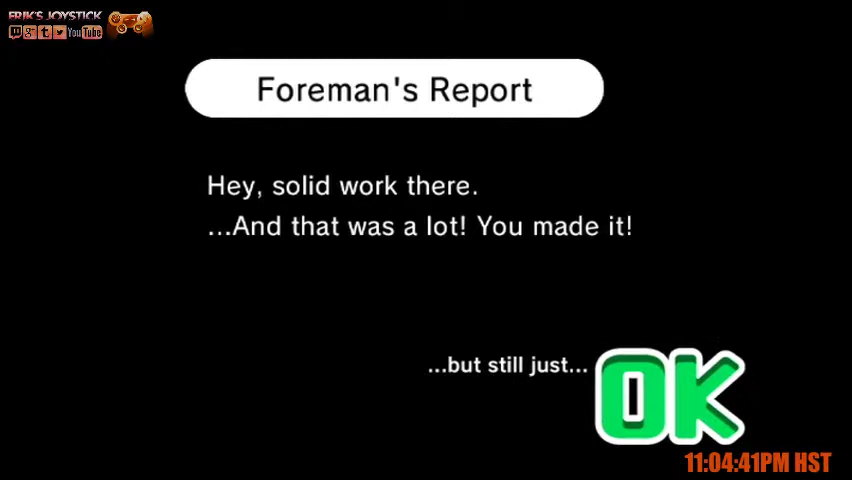 ERIK'S JOYSTICK
You Tube
Foreman's Report
Hey, solid work there.
...And that was a lot! You made it!
...but still just...
OK
11:04:41PM HST